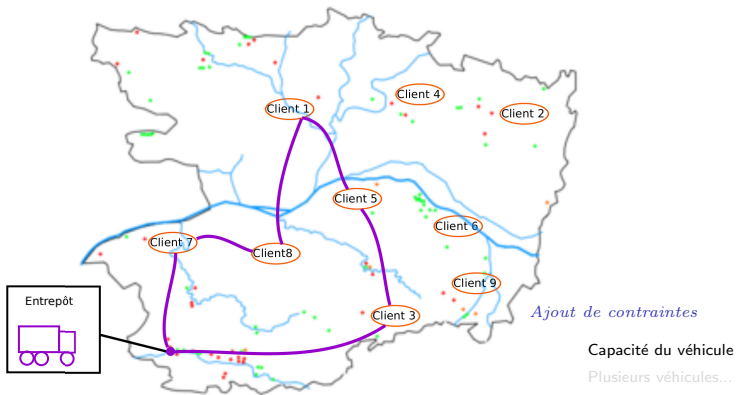 Client 4
Client 1
Client 2
Client 5
Client 6
Client 7
Client8
Client 9
Entrepôt
Client 3
Ajout de contraintes
Capacité du véhicule
Plusieurs véhicules...